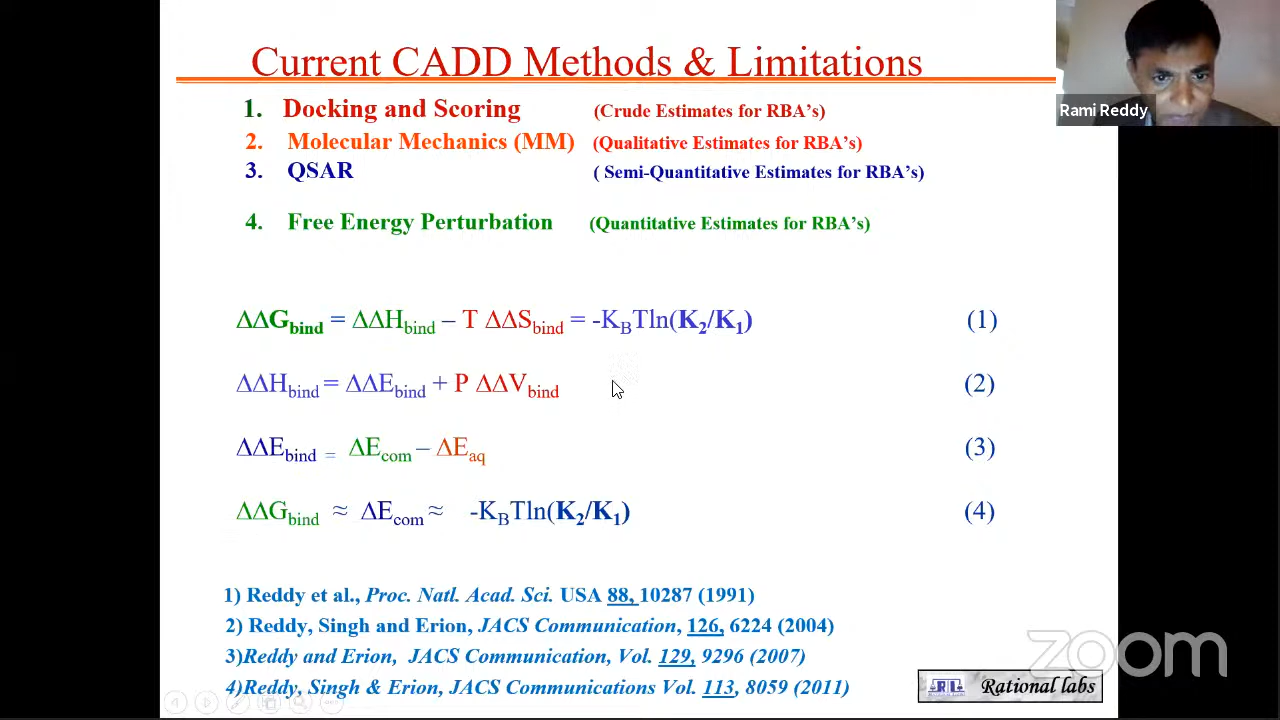 Current CADD Methods & Limitations
Rami Reddy
1. Docking and Scoring (Crude Estimates for RBA's)
2. Molecular Mechanics (MM) (Qualitative Estimates for RBA's)
3. QSAR ( Semi-Quantitative Estimates for RBA's)
4. Free Energy Perturbation (Quantitative Estimates for RBA's)
ΔΔGbind = ΔΔHbind – T ΔΔSbind = -KBTln(K2/K1) (1)
ΔΔHbind = ΔΔEbind + P ΔΔVbind (2)
ΔΔEbind = ΔEcom – ΔEaq (3)
ΔΔGbind ≈ ΔEcom ≈ -KBTln(K2/K1) (4)
1) Reddy et al., Proc. Natl. Acad. Sci. USA 88, 10287 (1991)
2) Reddy, Singh and Erion, JACS Communication, 126, 6224 (2004)
3)Reddy and Erion, JACS Communication, Vol. 129, 9296 (2007)
4)Reddy, Singh & Erion, JACS Communications Vol. 113, 8059 (2011)
zoom
RL Rational labs